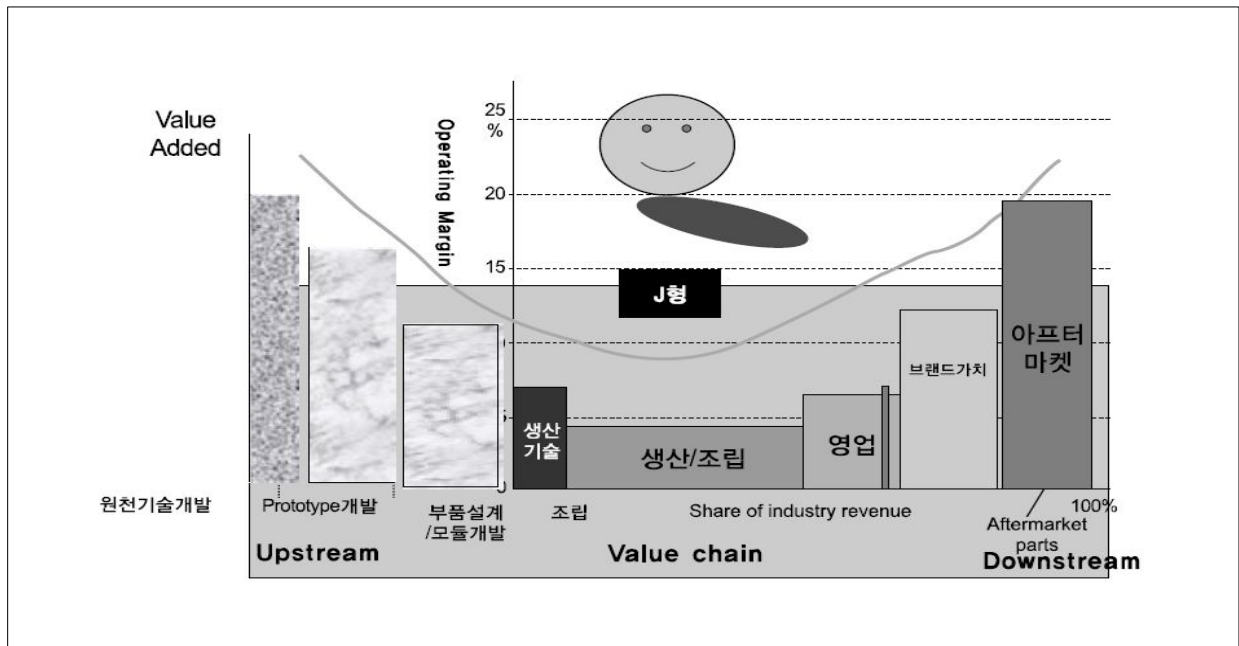 Value
Added
25
%
Operating Margin
20
15
J형
0
5
0
생산
기술
생산/조립
영업
브랜드가치
아프터
마켓
원천기술개발
Prototype개발
부품설계
/모듈개발
조립
Share of industry revenue
100%
Aftermarket
parts
Upstream
Value chain
Downstream